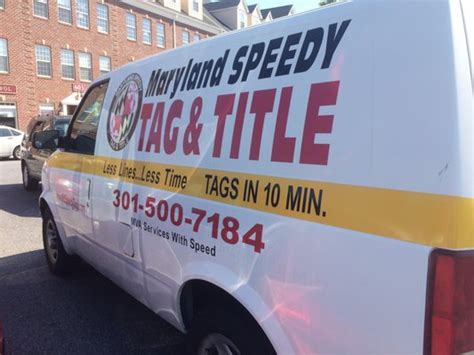 Maryland SPEEDY
TAG & TITLE
Less Lines...Less Time TAGS IN 10 MIN.
301-500-7184
MVA Services With Speed